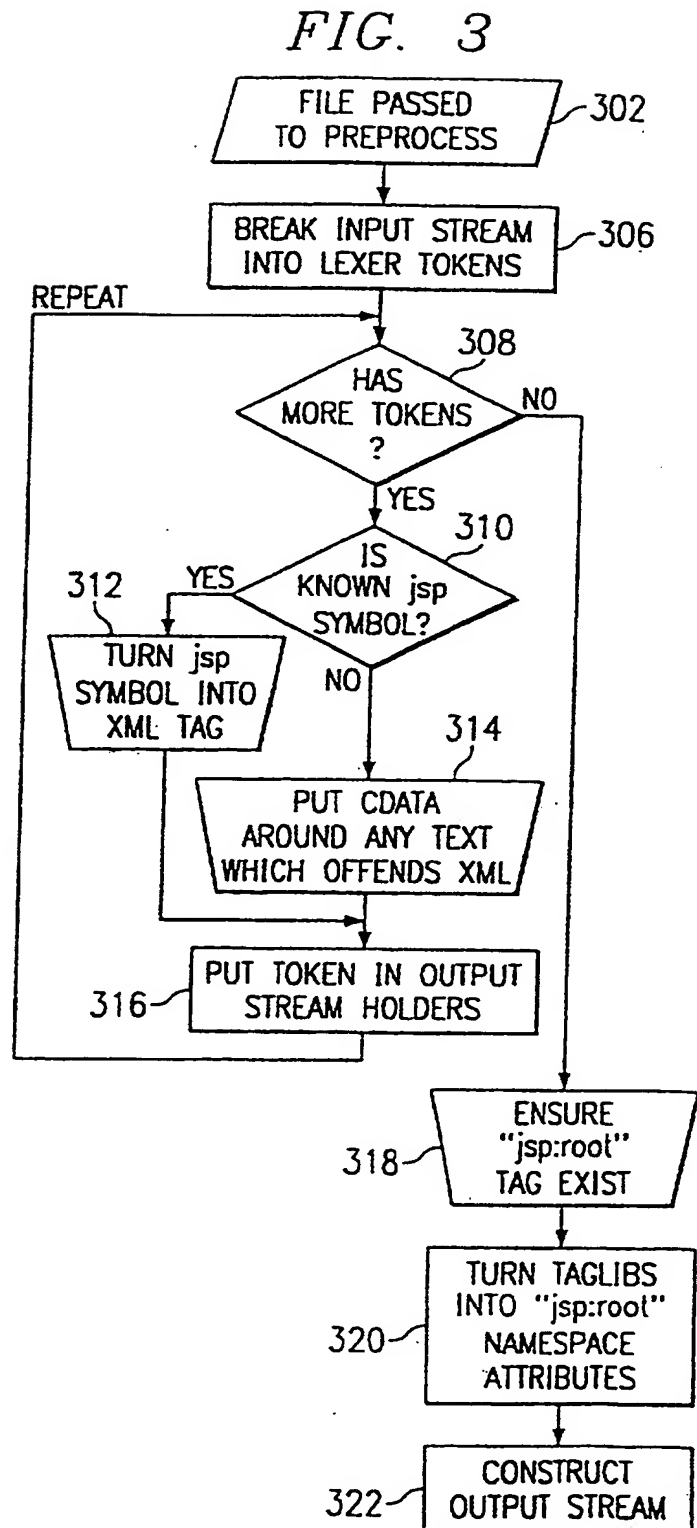 FIG. 3
FILE PASSED
TO PREPROCESS
302
BREAK INPUT STREAM
INTO LEXER TOKENS
306
REPEAT
308
HAS
MORE TOKENS
?
NO
YES
310
IS
KNOWN jsp
SYMBOL?
YES
NO
312
TURN jsp
SYMBOL INTO
XML TAG
314
PUT CDATA
AROUND ANY TEXT
WHICH OFFENDS XML
316
PUT TOKEN IN OUTPUT
STREAM HOLDERS
318
ENSURE
"jsp:root"
TAG EXIST
320
TURN TAGLIBS
INTO "jsp:root"
NAMESPACE
ATTRIBUTES
322
CONSTRUCT
OUTPUT STREAM